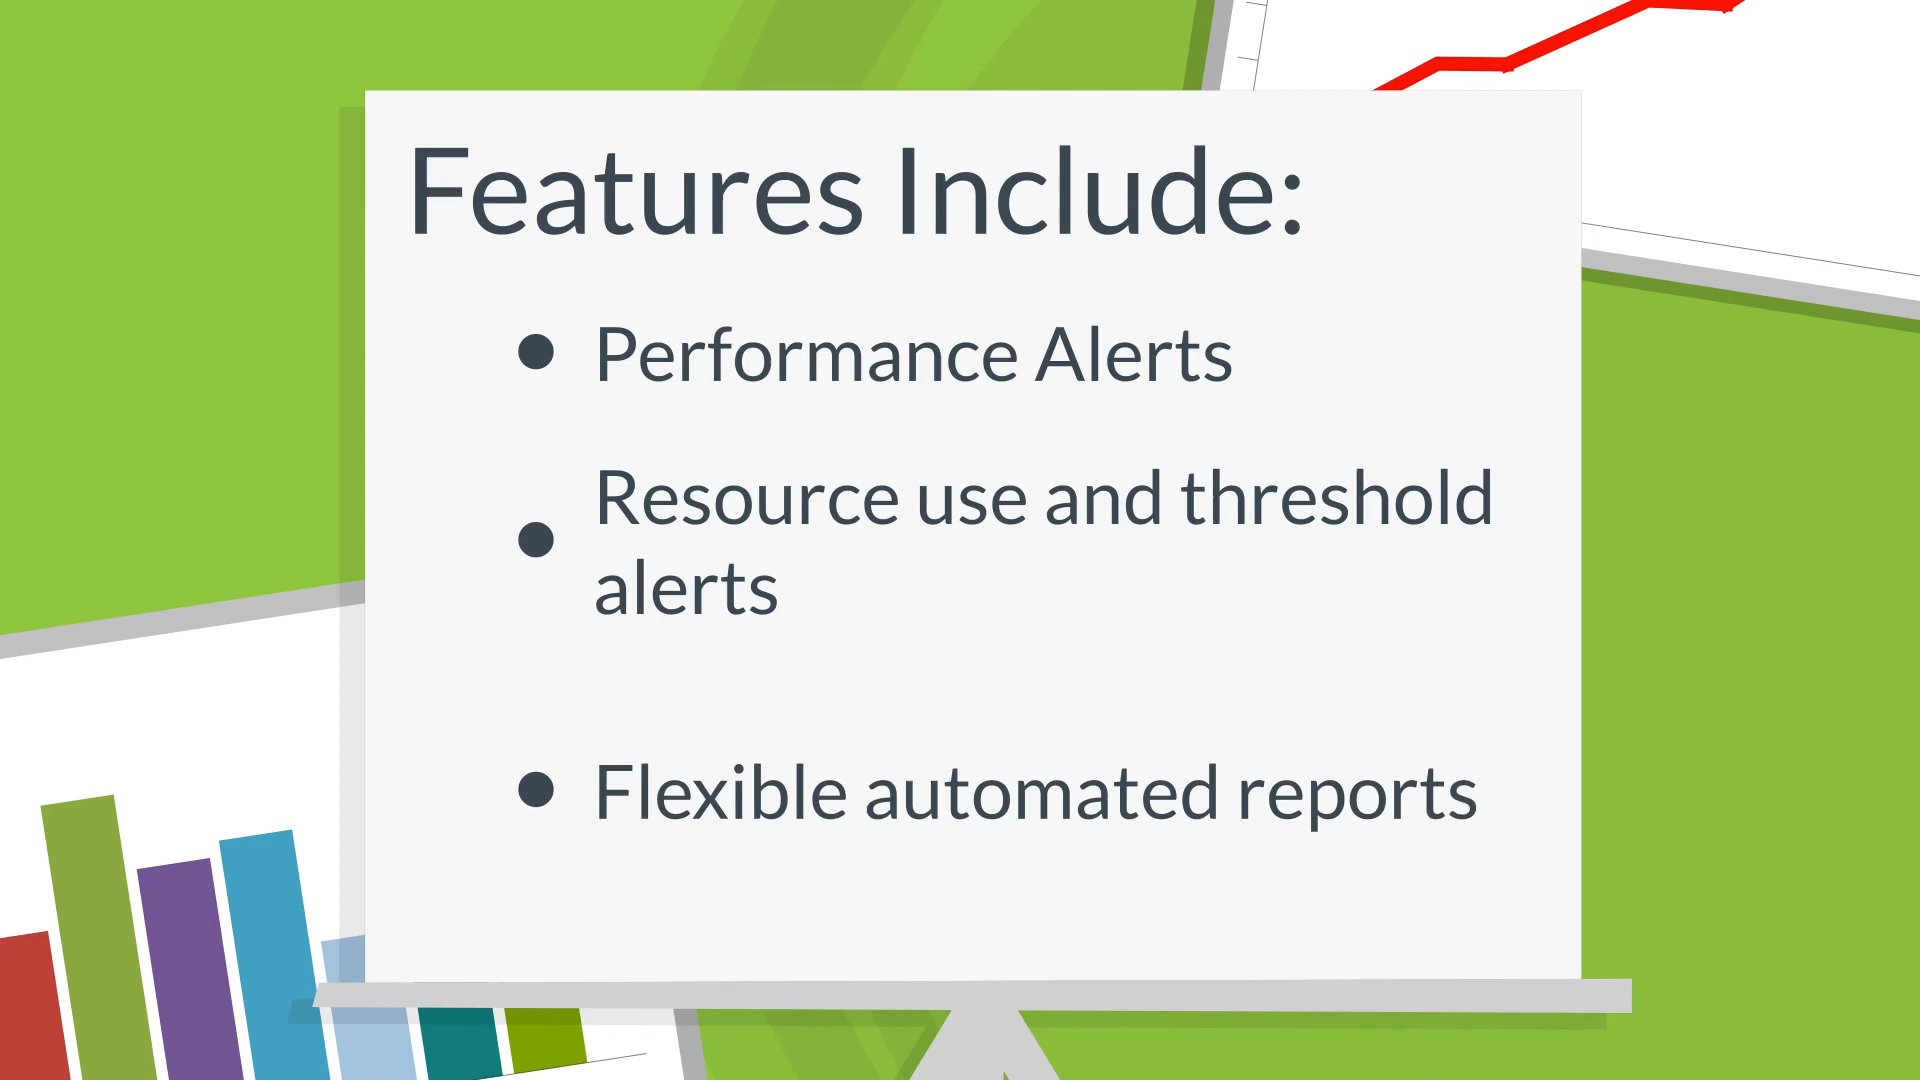 Features Include:
● Performance Alerts
● Resource use and threshold
alerts
● Flexible automated reports